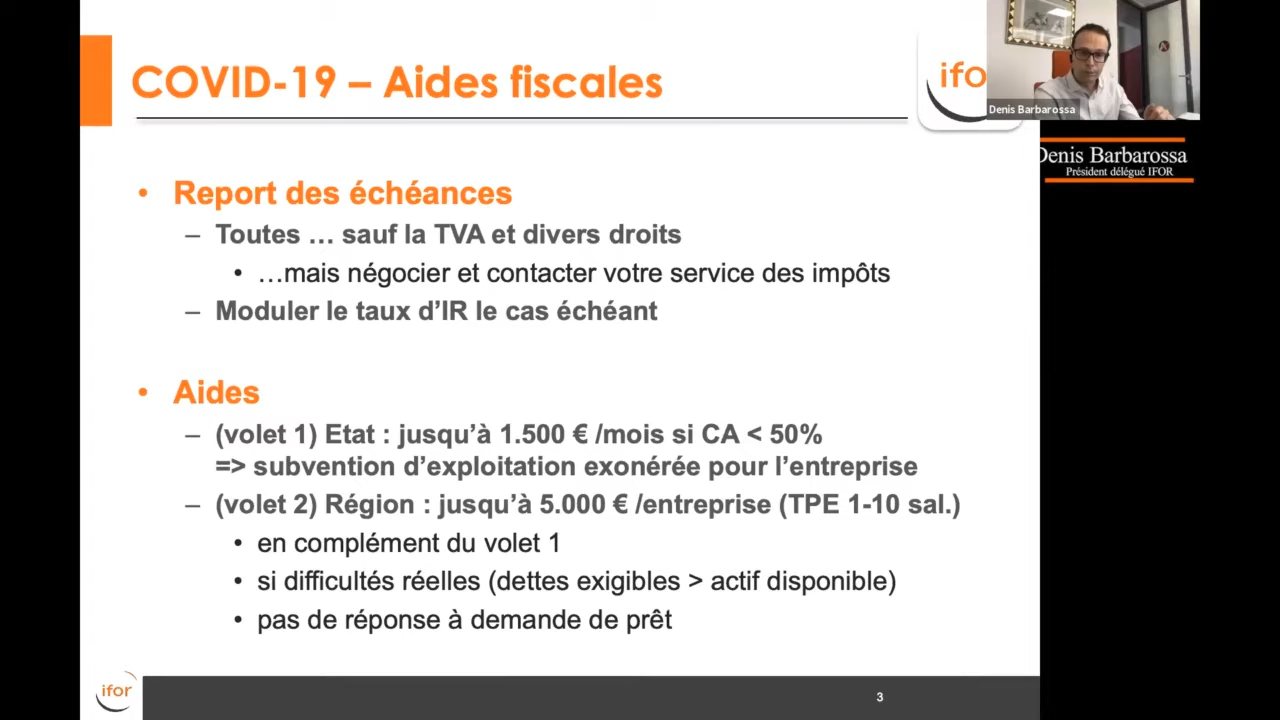 COVID-19 – Aides fiscales
ifo
Denis Barbarossa
Denis Barbarossa
Président délégué IFOR
• Report des échéances
– Toutes … sauf la TVA et divers droits
• …mais négocier et contacter votre service des impôts
– Moduler le taux d’IR le cas échéant
• Aides
– (volet 1) Etat : jusqu’à 1.500 € /mois si CA < 50%
=> subvention d’exploitation exonérée pour l’entreprise
– (volet 2) Région : jusqu’à 5.000 € /entreprise (TPE 1-10 sal.)
• en complément du volet 1
• si difficultés réelles (dettes exigibles > actif disponible)
• pas de réponse à demande de prêt
ifor
3